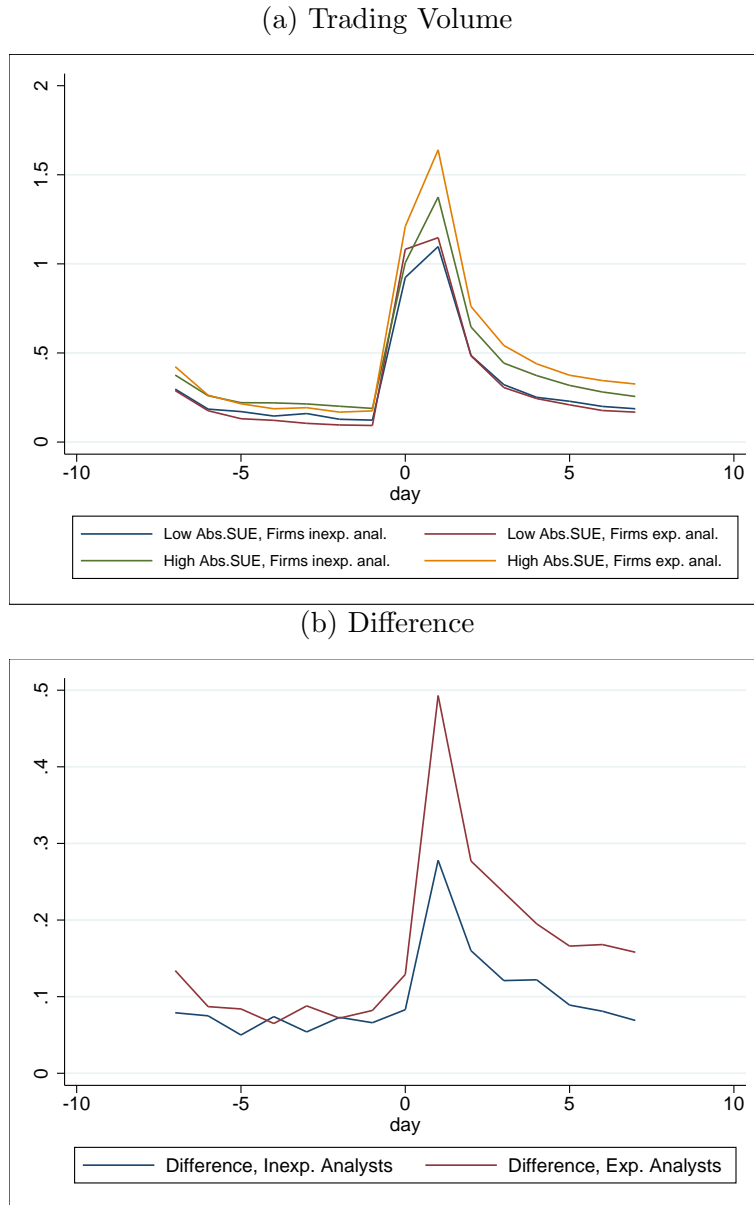 (a) Trading Volume
2
1.5
1
.5
0
-10 -5 0 5 10
day
Low Abs.SUE, Firms inexp. anal. Low Abs.SUE, Firms exp. anal.
High Abs.SUE, Firms inexp. anal. High Abs.SUE, Firms exp. anal.
(b) Difference
.5
.4
.3
.2
.1
0
-10 -5 0 5 10
day
Difference, Inexp. Analysts Difference, Exp. Analysts